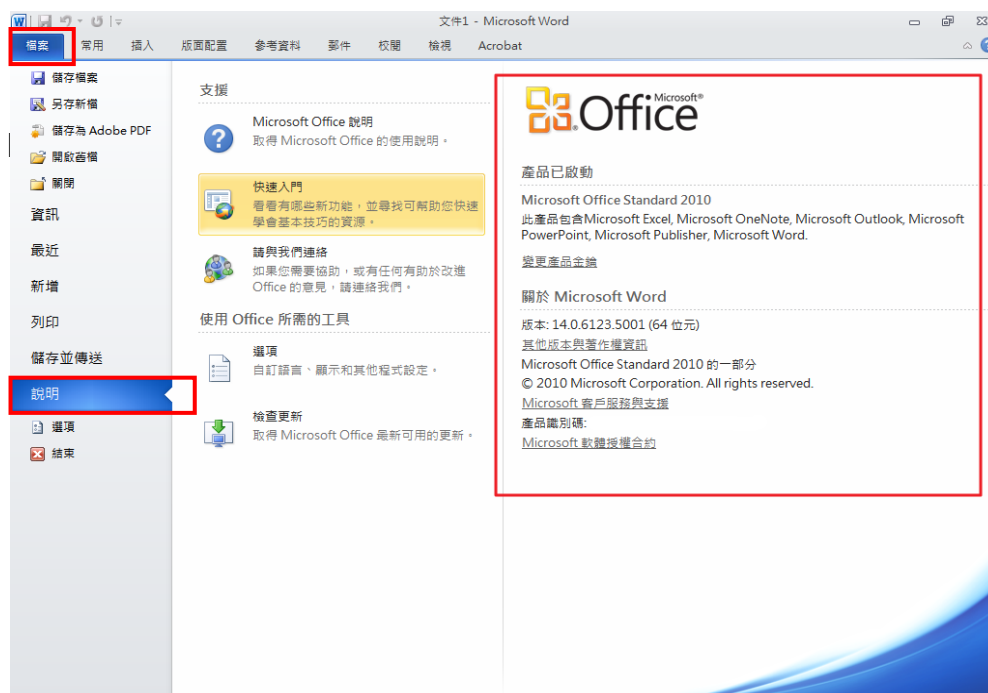 文件1 - Microsoft Word
檔案 常用 插入 版面配置 參考資料 郵件 校閱 檢視 Acrobat
儲存檔案
另存新檔
儲存為 Adobe PDF
開啟舊檔
關閉
資訊
最近
新增
列印
儲存並傳送
說明
選項
結束
支援
Microsoft Office 說明
取得 Microsoft Office 的使用說明。
快速入門
看看有哪些新功能，並尋找可幫助您快速
學會基本技巧的資源。
請與我們連絡
如果您需要協助，或有任何有助於改進
Office 的意見，請連絡我們。
使用 Office 所需的工具
選項
自訂語言、顯示和其他程式設定。
檢查更新
取得 Microsoft Office 最新可用的更新。
Microsoft®
Office
產品已啟動
Microsoft Office Standard 2010
此產品包含Microsoft Excel, Microsoft OneNote, Microsoft Outlook, Microsoft
PowerPoint, Microsoft Publisher, Microsoft Word.
變更產品金鑰
關於 Microsoft Word
版本: 14.0.6123.5001 (64 位元)
其他版本與著作權資訊
Microsoft Office Standard 2010 的一部分
© 2010 Microsoft Corporation. All rights reserved.
Microsoft 客戶服務與支援
產品識別碼:
Microsoft 軟體授權合約